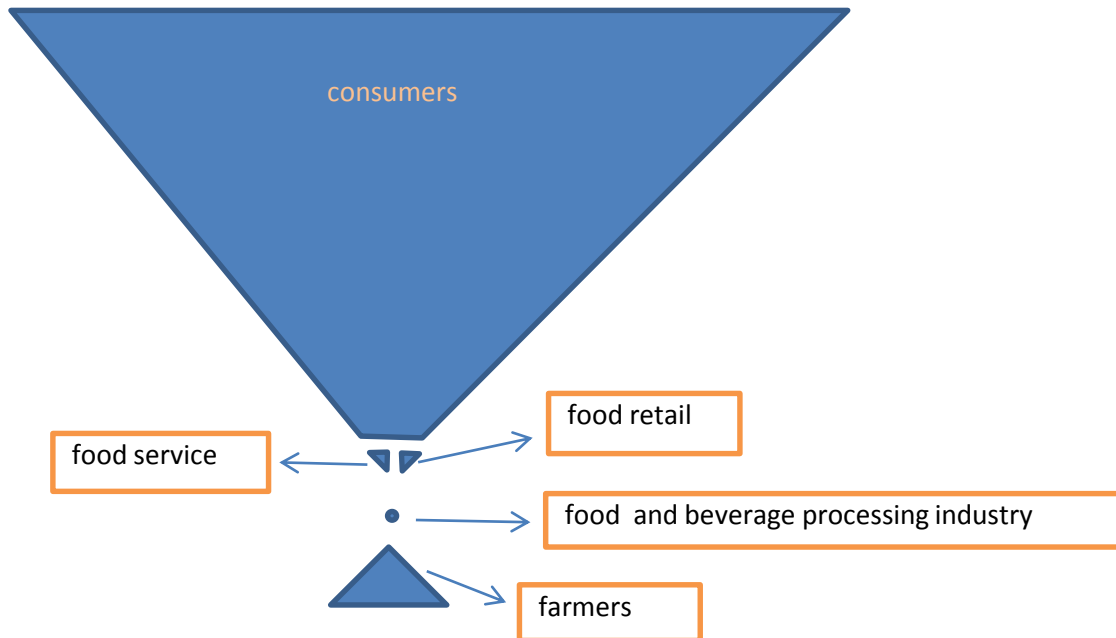 consumers
food retail
food service
food  and beverage processing industry
farmers